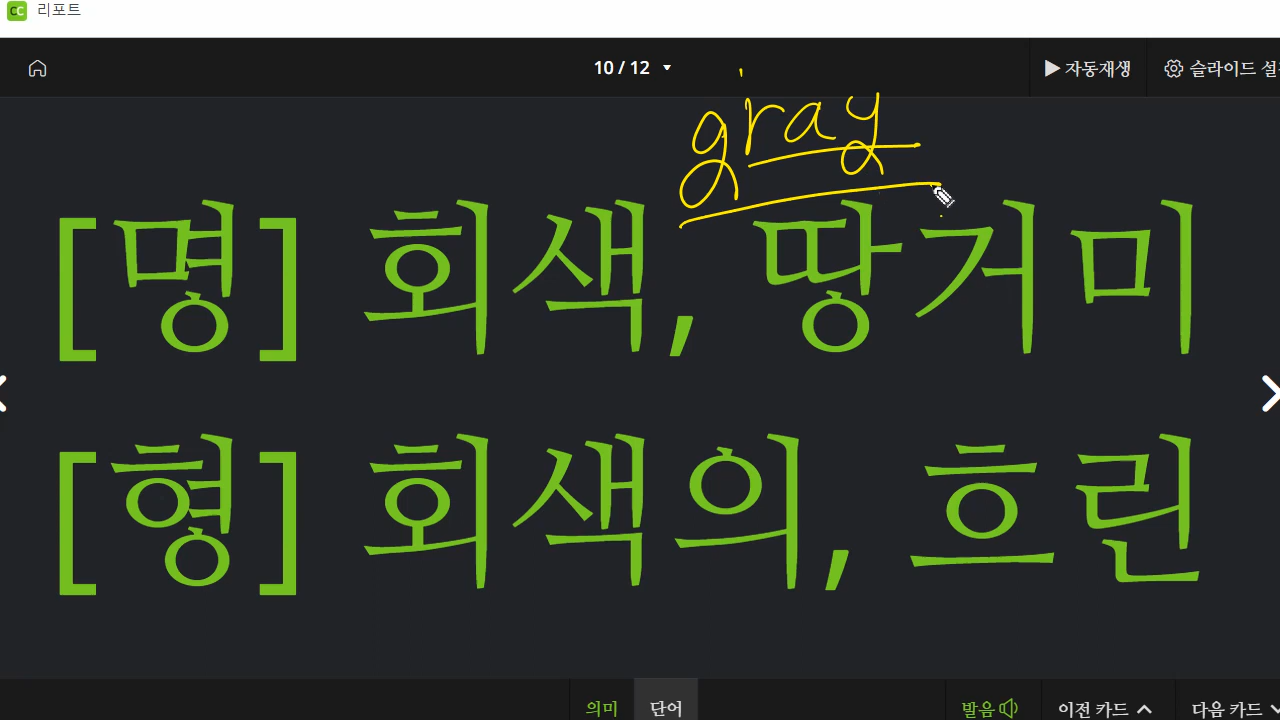 CC 리포트
10 / 12 자동재생 슬라이드 설
gray
[명] 회색, 땅거미
[형] 회색의, 흐린
의미 단어 발음 이전 카드 다음 카드